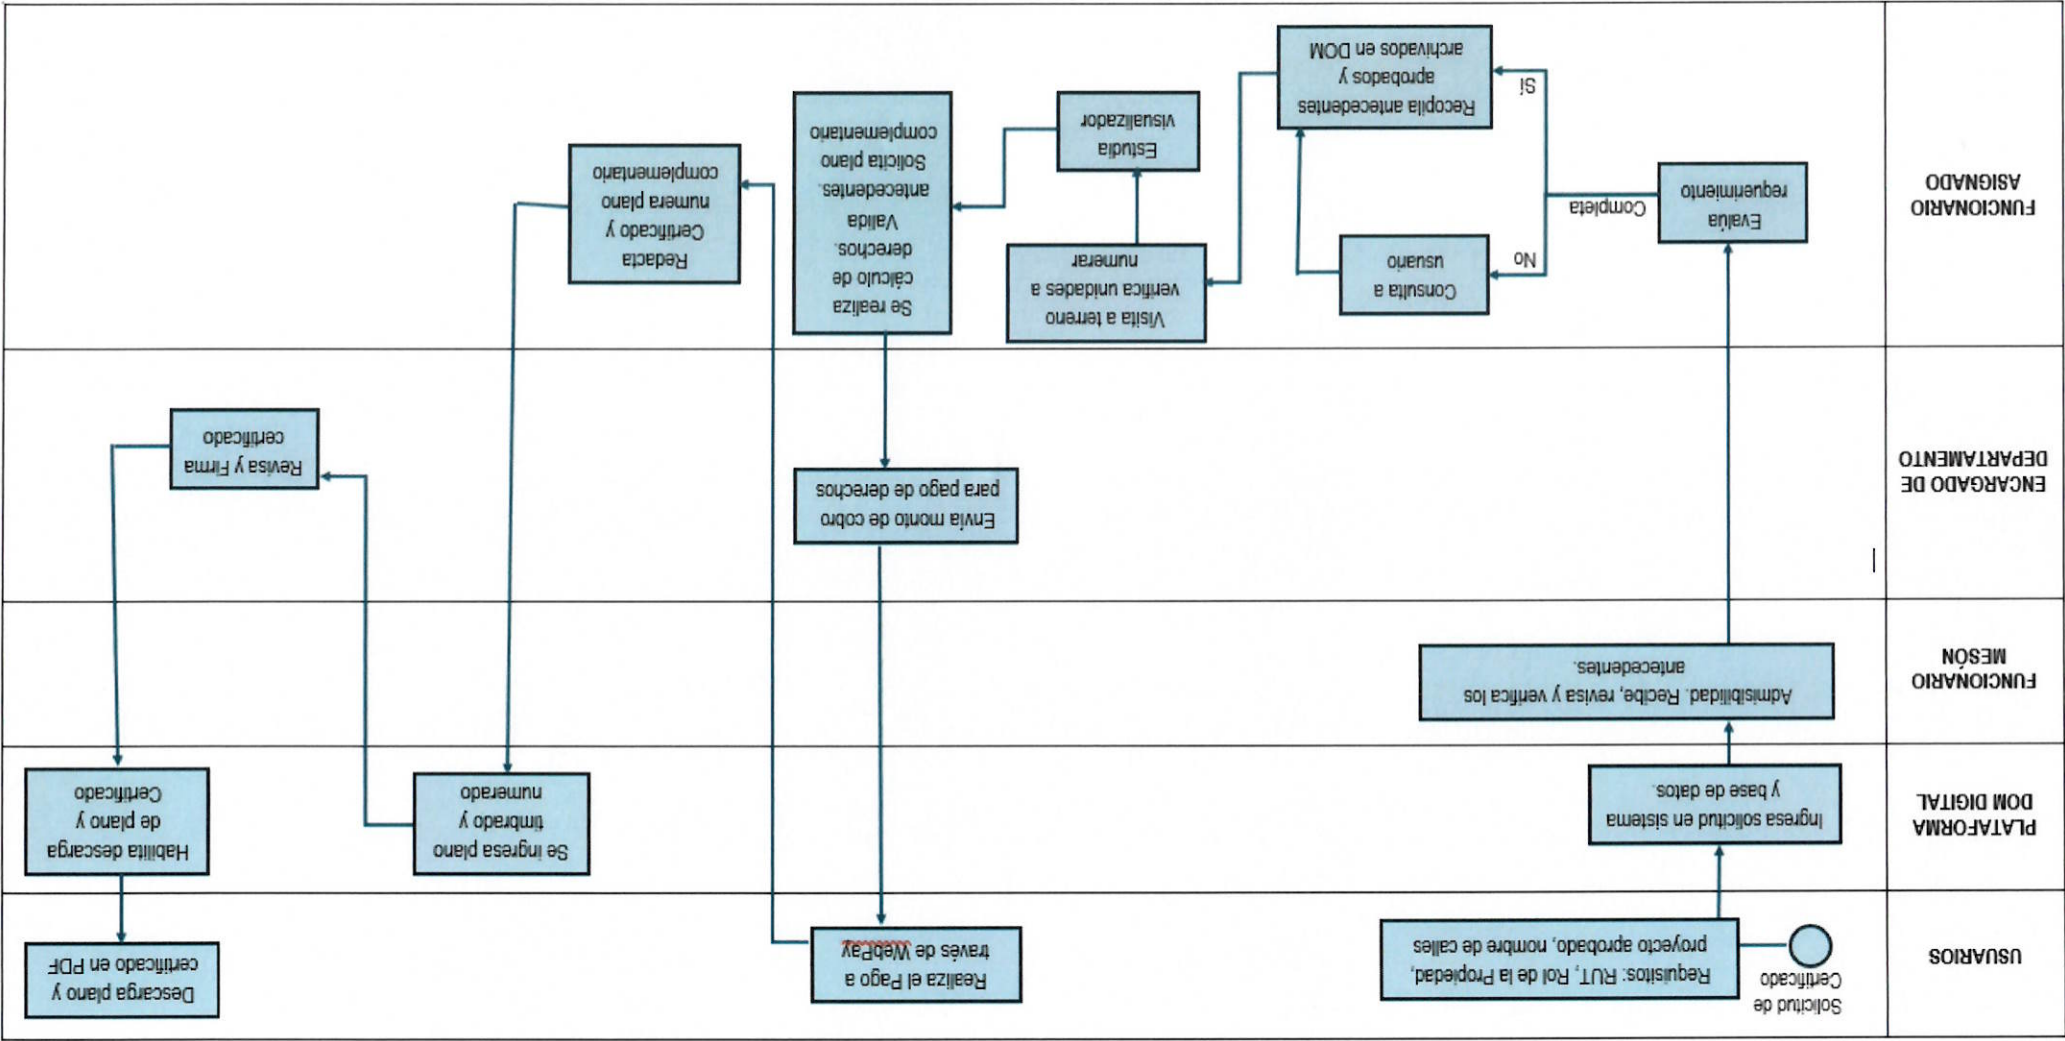 USUARIOS
Solicitud de
Certificado
Requisitos: RUT, Rol de la Propiedad,
proyecto aprobado, nombre de calles
Realiza el Pago a
través de WebPay
Descarga plano y
certificado en PDF
PLATAFORMA
DOM DIGITAL
Ingresa solicitud en sistema
y base de datos.
Se ingresa plano
timbrado y
numerado
Habilita descarga
de plano y
Certificado
FUNCIONARIO
MESÓN
Admisibilidad. Recibe, revisa y verifica los
antecedentes.
ENCARGADO DE
DEPARTAMENTO
Envía monto de cobro
para pago de derechos
Revisa y Firma
certificado
FUNCIONARIO
ASIGNADO
Evalúa
requerimiento
Completa
No
Sí
Consulta a
usuario
Recopila antecedentes
aprobados y
archivados en DOM
Visita a terreno
verifica unidades a
numerar
Estudia
visualizador
Se realiza
cálculo de
derechos.
Valida
antecedentes.
Solicita plano
complementario
Redacta
Certificado y
numera plano
complementario